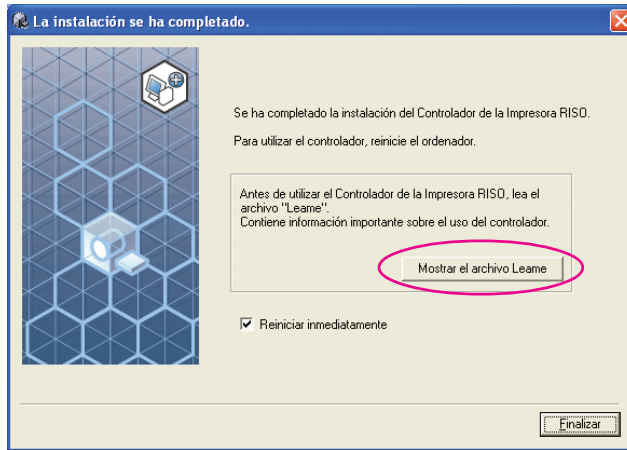 La instalación se ha completado.
Se ha completado la instalación del Controlador de la Impresora RISO.
Para utilizar el controlador, reinicie el ordenador.
Antes de utilizar el Controlador de la Impresora RISO, lea el
archivo "Leame".
Contiene información importante sobre el uso del controlador.
Mostrar el archivo Leame
Reiniciar inmediatamente
Finalizar